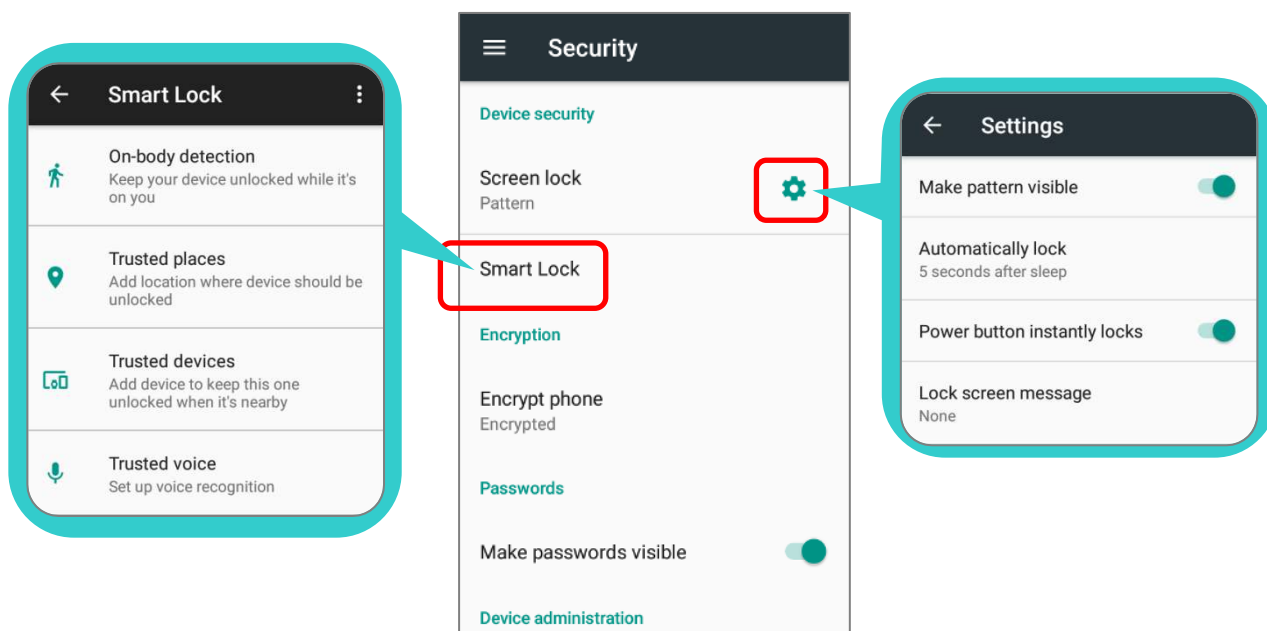 Smart Lock
On-body detection
Keep your device unlocked while it's
on you
Trusted places
Add location where device should be
unlocked
Trusted devices
Add device to keep this one
unlocked when it's nearby
Trusted voice
Set up voice recognition
Security
Device security
Screen lock
Pattern
Smart Lock
Encryption
Encrypt phone
Encrypted
Passwords
Make passwords visible
Device administration
Settings
Make pattern visible
Automatically lock
5 seconds after sleep
Power button instantly locks
Lock screen message
None